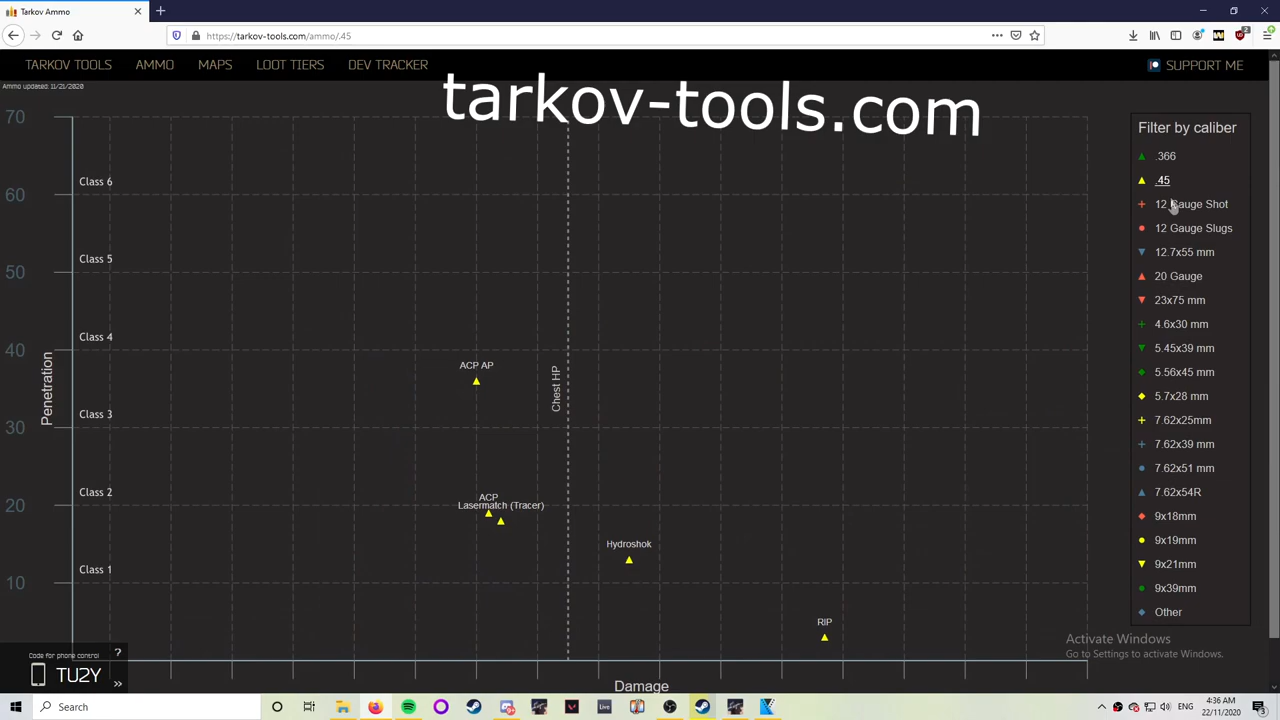 Tarkov Ammo
https://tarkov-tools.com/ammo/.45
TARKOV TOOLS AMMO MAPS LOOT TIERS DEV TRACKER SUPPORT ME
Ammo updated: 11/21/2020
tarkov-tools.com
70
60
50
40
30
20
10
Class 6
Class 5
Class 4
Class 3
Class 2
Class 1
Penetration
Chest HP
ACP AP
ACP
Lasermatch (Tracer)
Hydroshok
RIP
Damage
Filter by caliber
.366
.45
12 Gauge Shot
12 Gauge Slugs
12.7x55 mm
20 Gauge
23x75 mm
4.6x30 mm
5.45x39 mm
5.56x45 mm
5.7x28 mm
7.62x25mm
7.62x39 mm
7.62x51 mm
7.62x54R
9x18mm
9x19mm
9x21mm
9x39mm
Other
Activate Windows
Go to Settings to activate Windows.
Code for phone control ?
TU2Y »
Search
Live
ENG
4:36 AM
22/11/2020